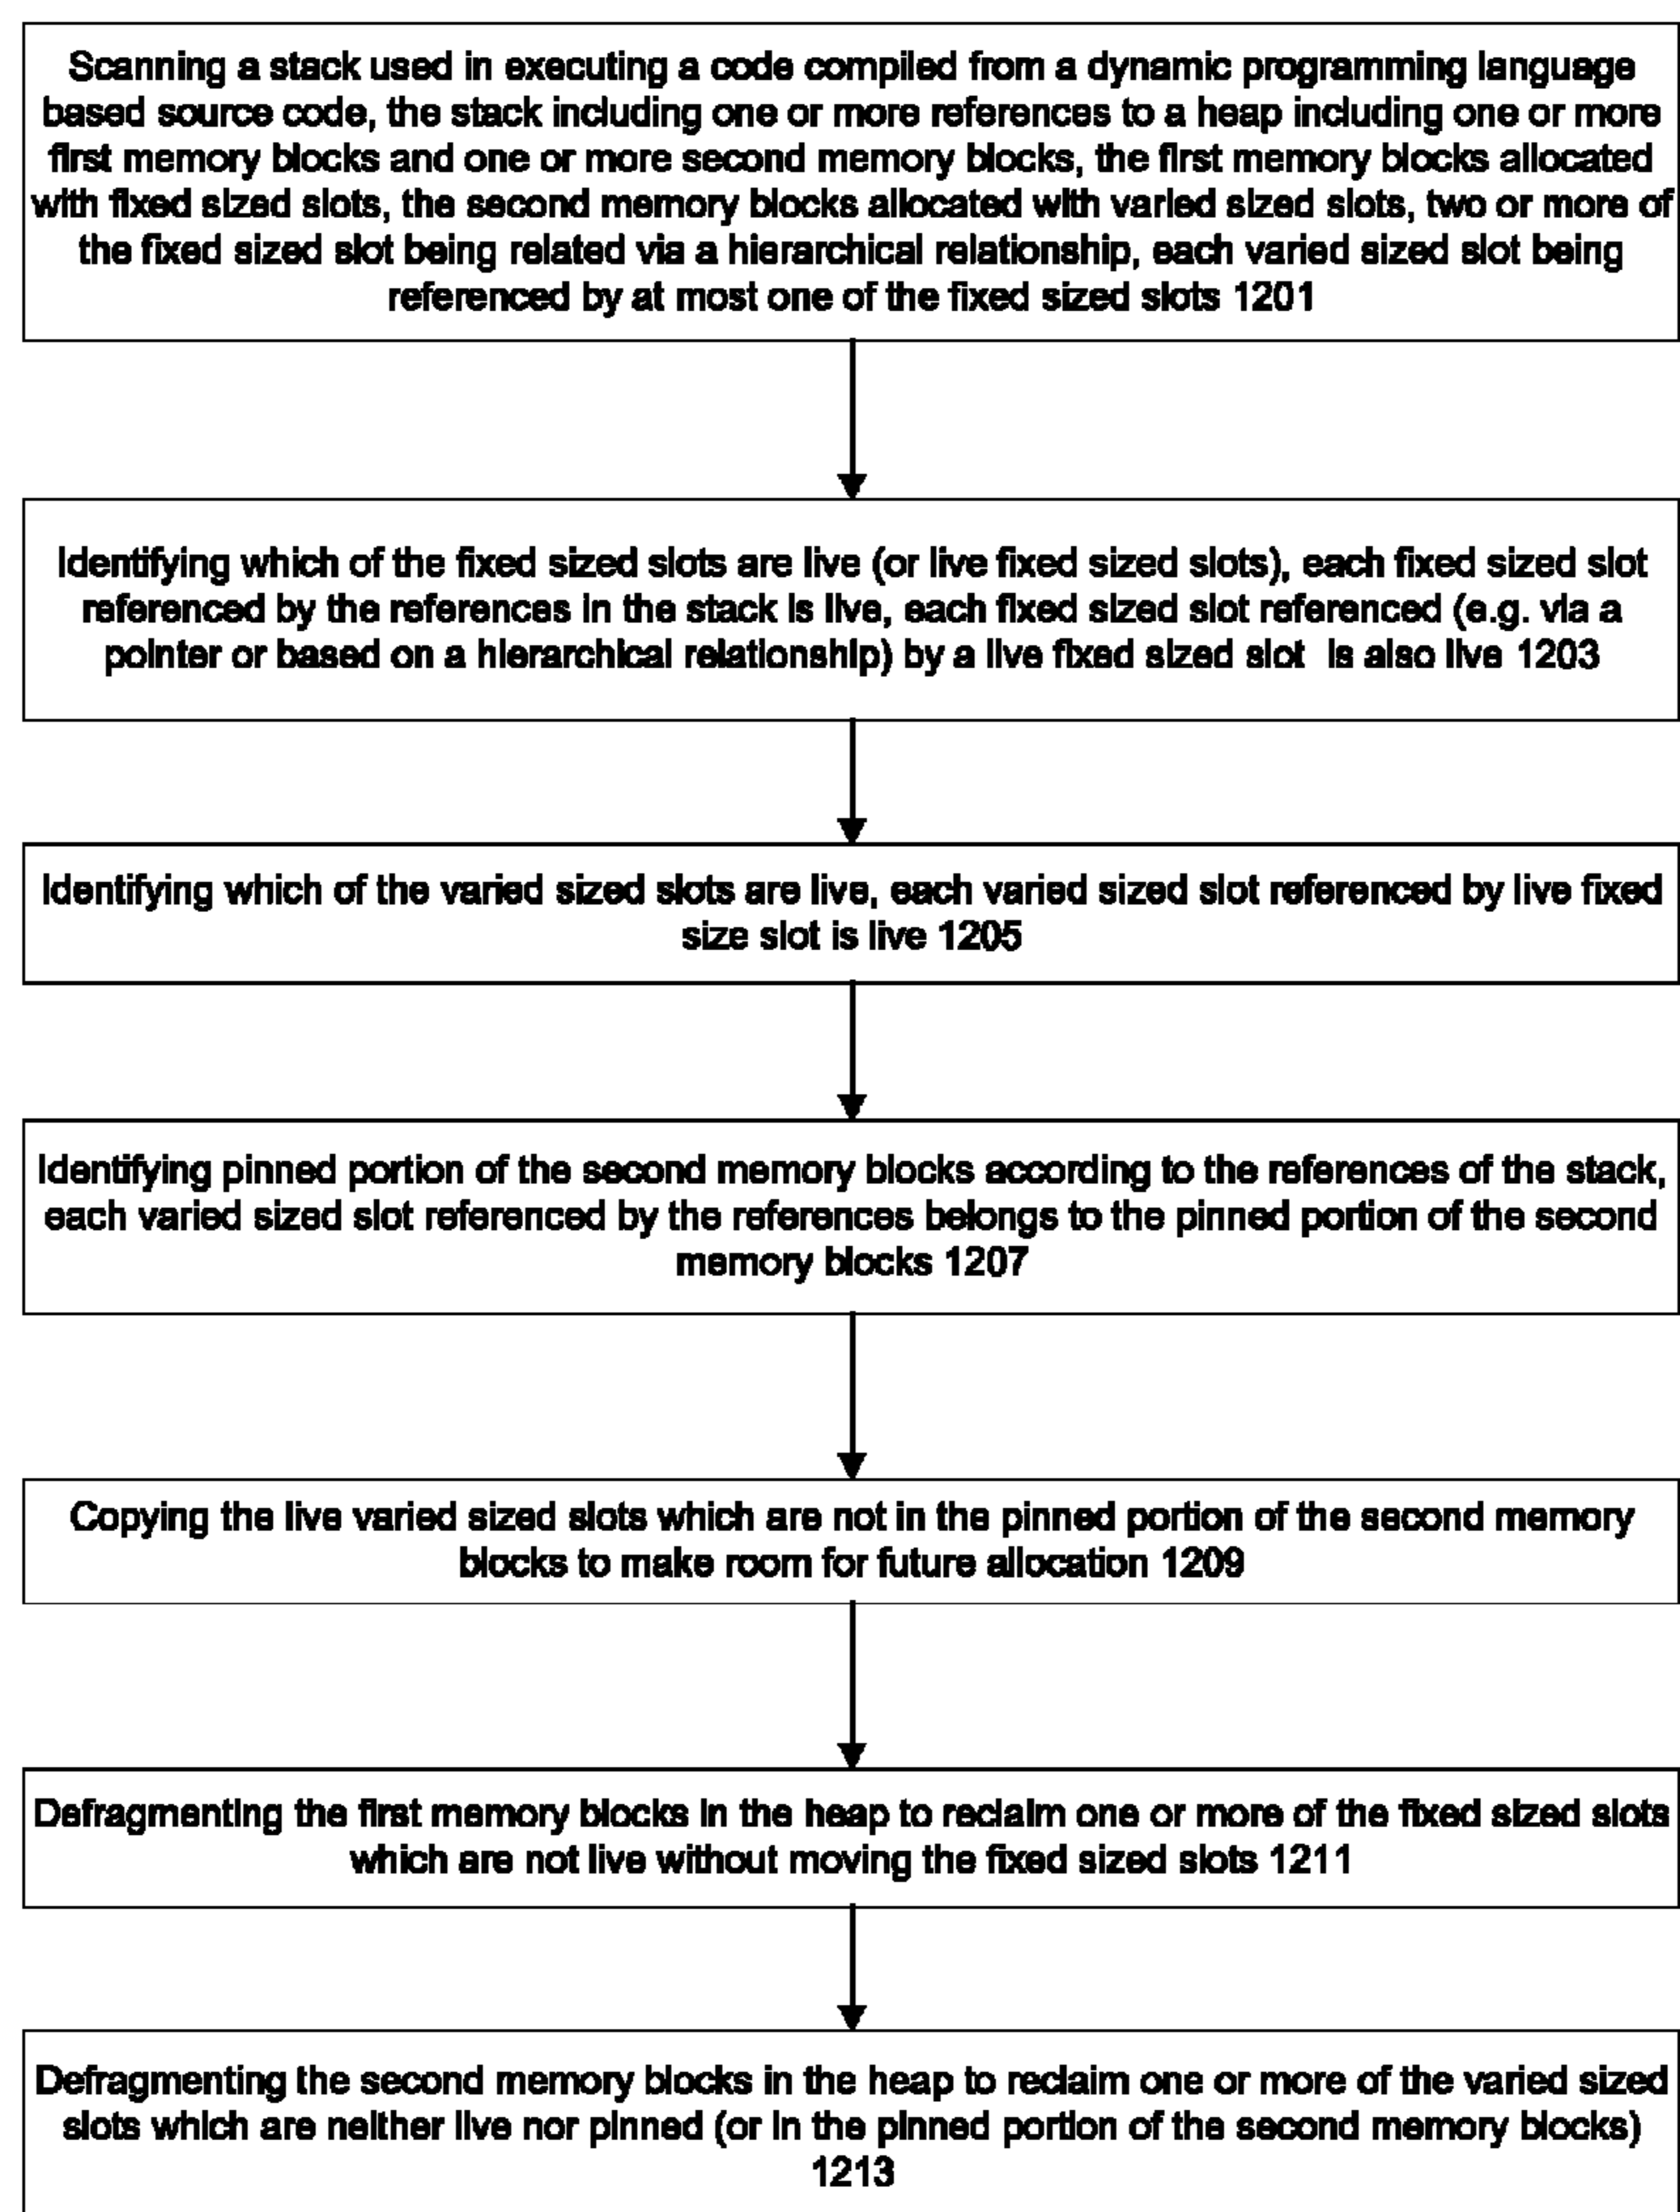 Scanning a stack used in executing a code compiled from a dynamic programming language
based source code, the stack including one or more references to a heap including one or more
first memory blocks and one or more second memory blocks, the first memory blocks allocated
with fixed sized slots, the second memory blocks allocated with varied sized slots, two or more of
the fixed sized slot being related via a hierarchical relationship, each varied sized slot being
referenced by at most one of the fixed sized slots 1201
Identifying which of the fixed sized slots are live (or live fixed sized slots), each fixed sized slot
referenced by the references in the stack is live, each fixed sized slot referenced (e.g. via a
pointer or based on a hierarchical relationship) by a live fixed sized slot is also live 1203
Identifying which of the varied sized slots are live, each varied sized slot referenced by live fixed
size slot is live 1205
Identifying pinned portion of the second memory blocks according to the references of the stack,
each varied sized slot referenced by the references belongs to the pinned portion of the second
memory blocks 1207
Copying the live varied sized slots which are not in the pinned portion of the second memory
blocks to make room for future allocation 1209
Defragmenting the first memory blocks in the heap to reclaim one or more of the fixed sized slots
which are not live without moving the fixed sized slots 1211
Defragmenting the second memory blocks in the heap to reclaim one or more of the varied sized
slots which are neither live nor pinned (or in the pinned portion of the second memory blocks)
1213